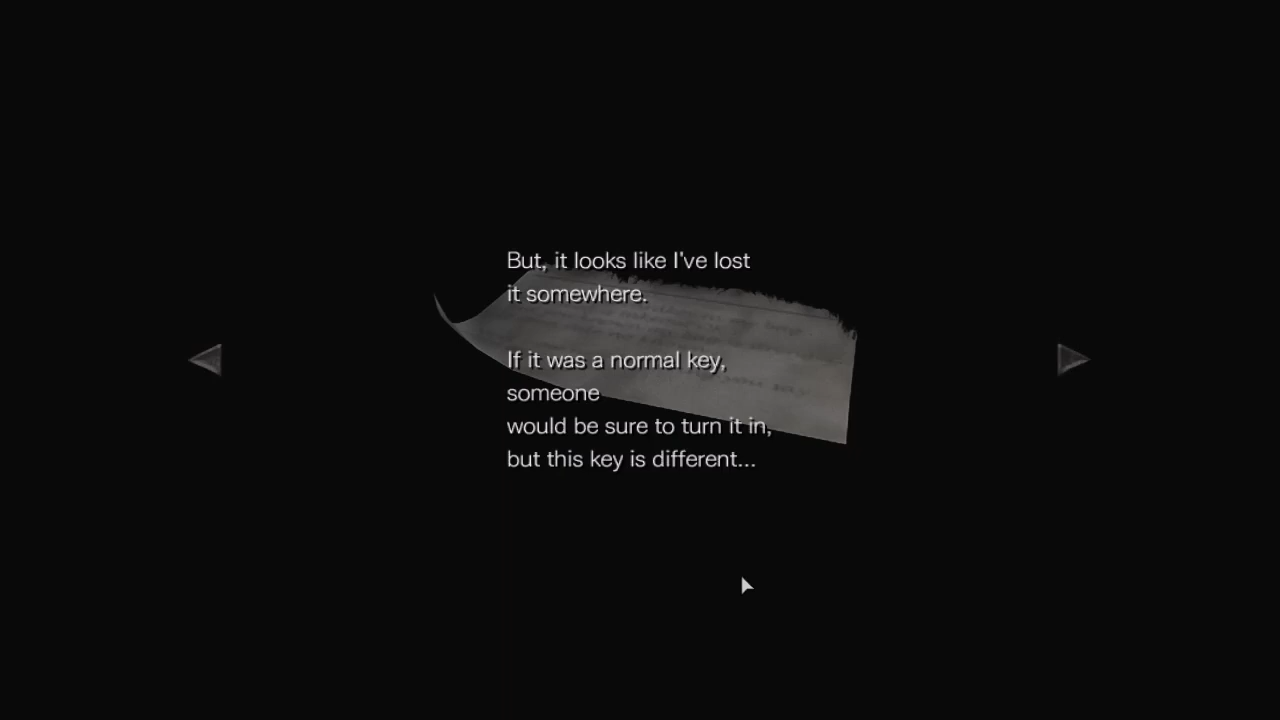 But, it looks like I've lost
it somewhere.
If it was a normal key,
someone
would be sure to turn it in,
but this key is different...